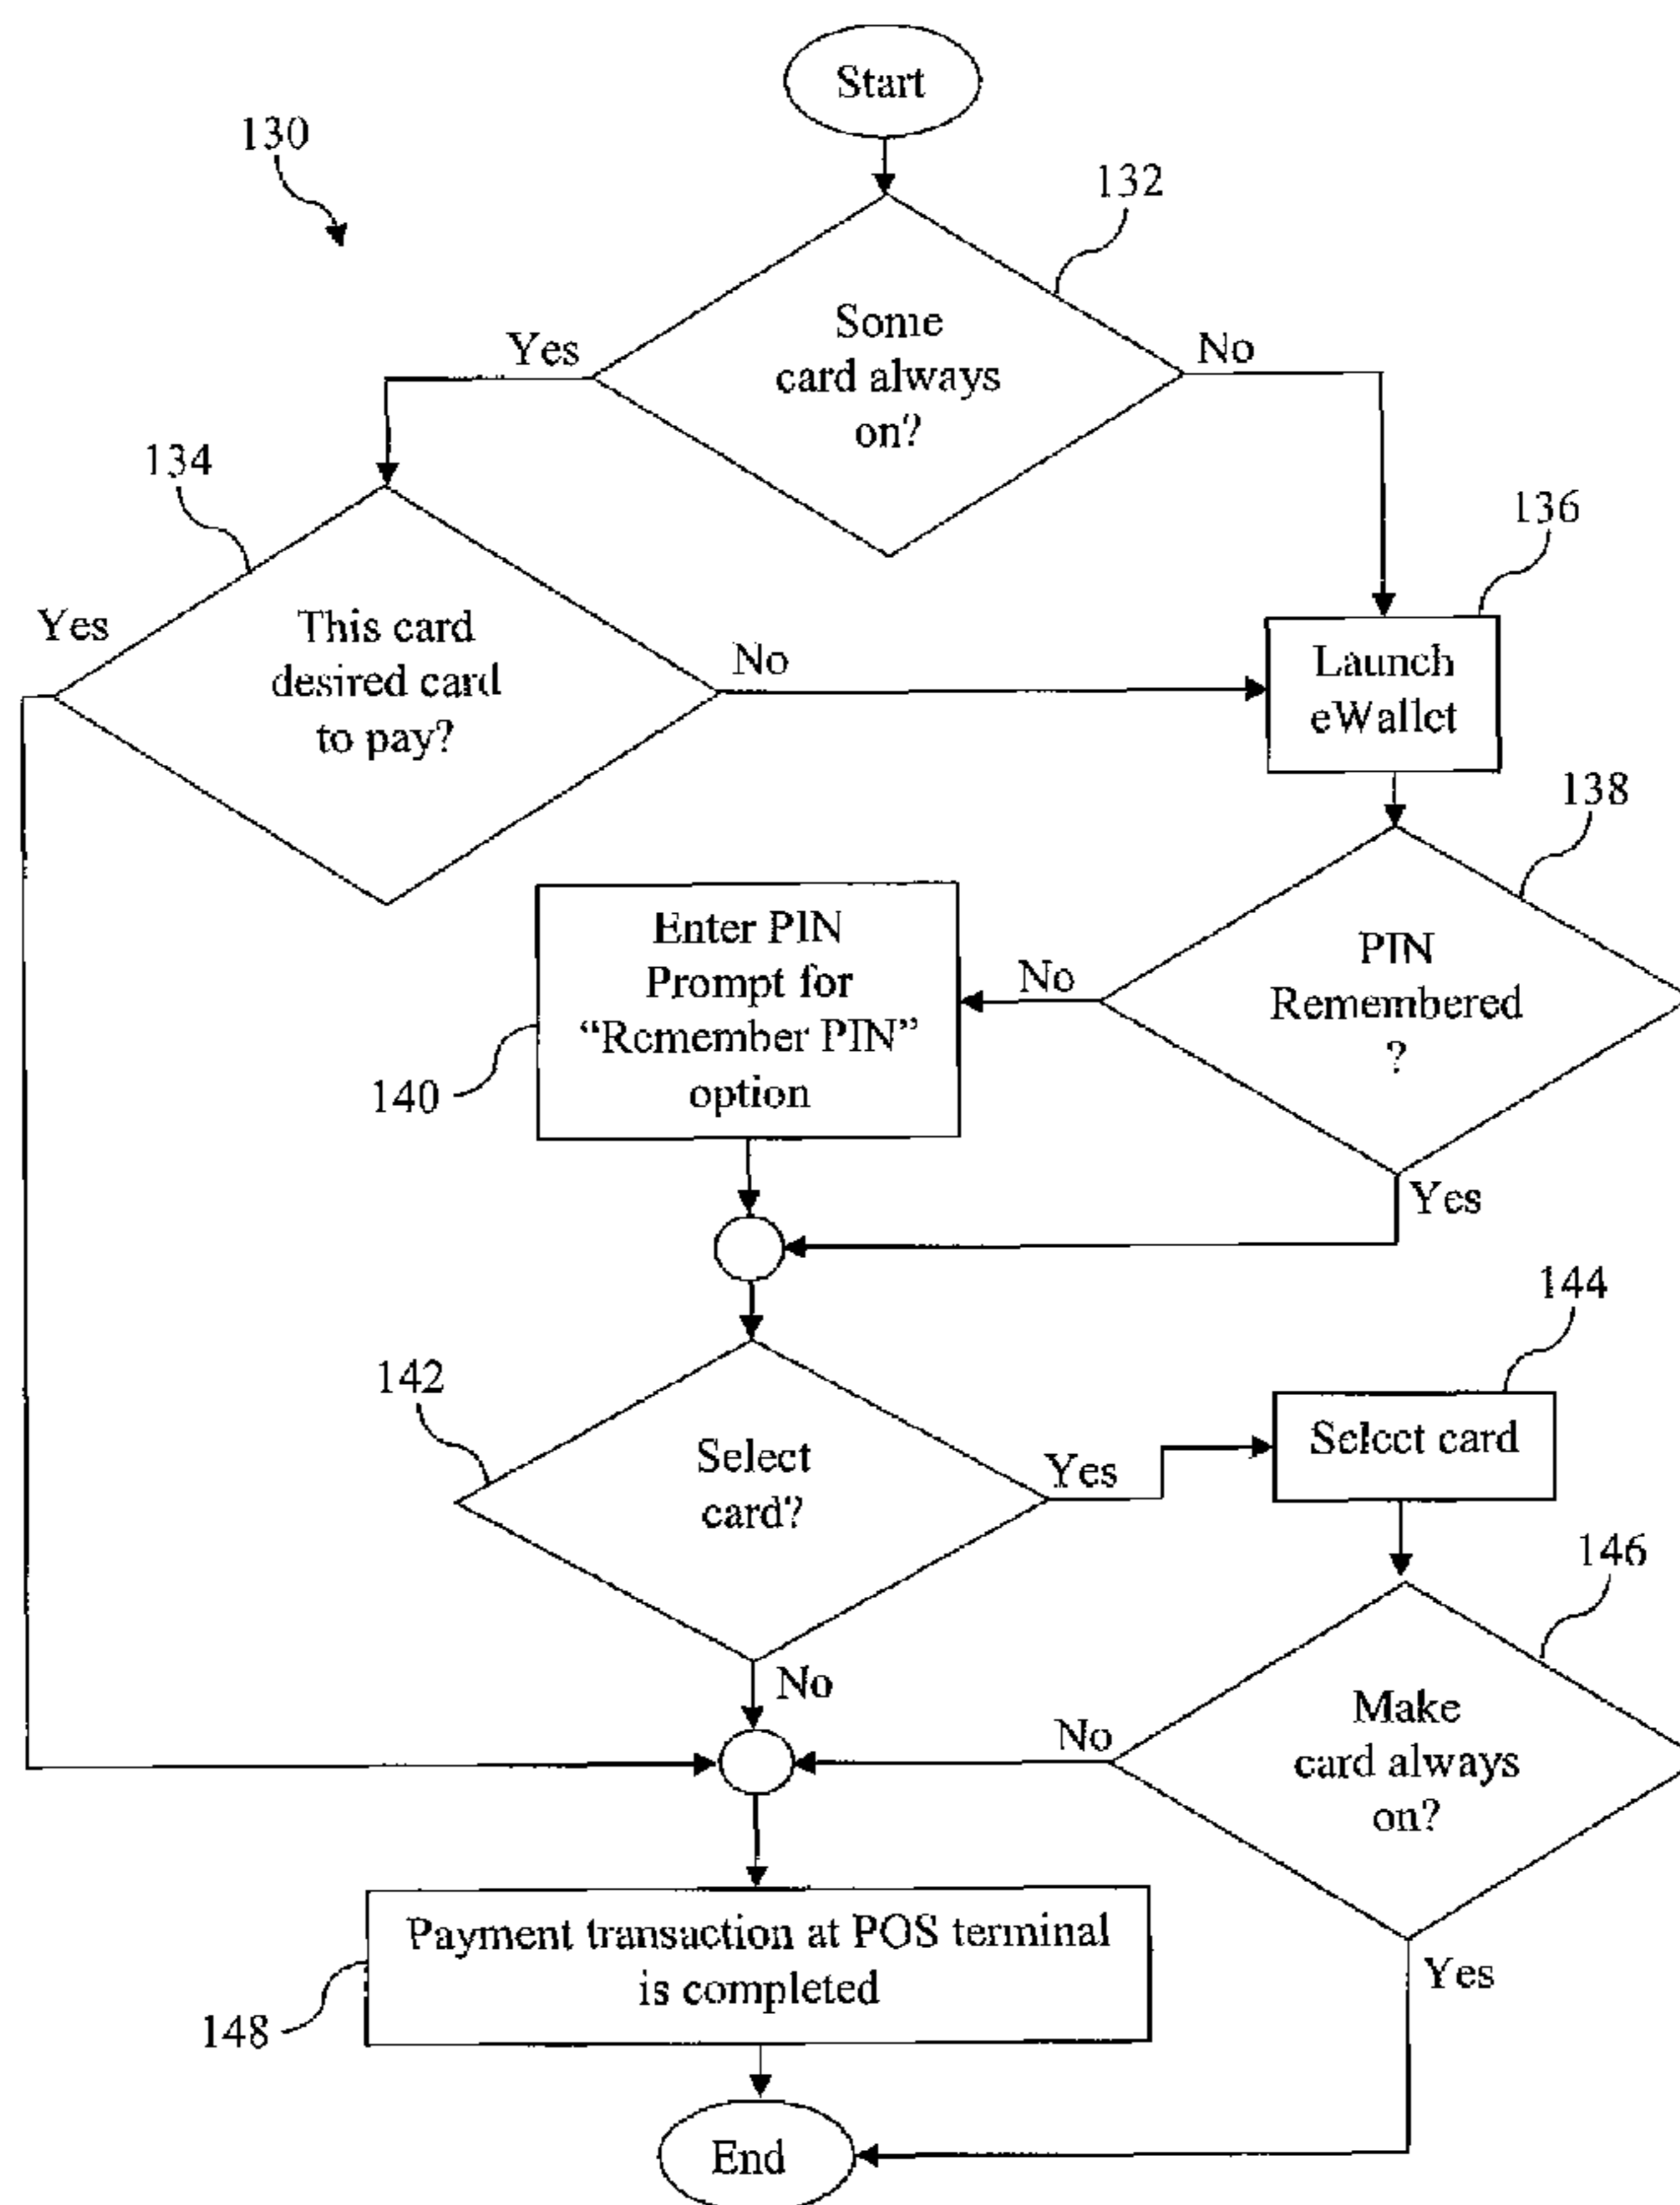 Start
130
132
Some
card always
on?
Yes
No
134
136
This card
desired card
to pay?
Yes
No
Launch
eWallet
138
PIN
Remembered
?
No
Yes
Enter PIN
Prompt for
“Remember PIN”
option
140
142
Select
card?
Yes
No
144
Select card
146
Make
card always
on?
No
Yes
Payment transaction at POS terminal
is completed
148
End